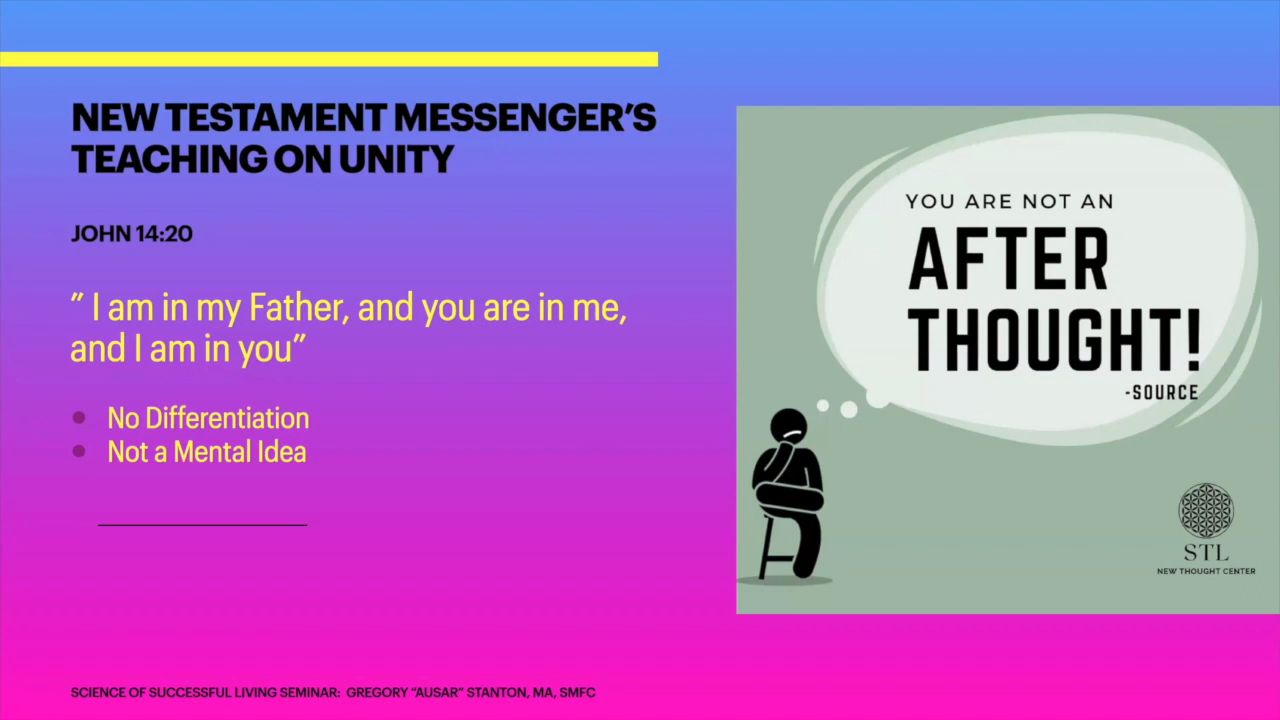 NEW TESTAMENT MESSENGER’S
TEACHING ON UNITY
JOHN 14:20
” I am in my Father, and you are in me,
and I am in you”
No Differentiation
Not a Mental Idea
YOU ARE NOT AN
AFTER
THOUGHT!
-SOURCE
STL
NEW THOUGHT CENTER
SCIENCE OF SUCCESSFUL LIVING SEMINAR: GREGORY “AUSAR” STANTON, MA, SMFC